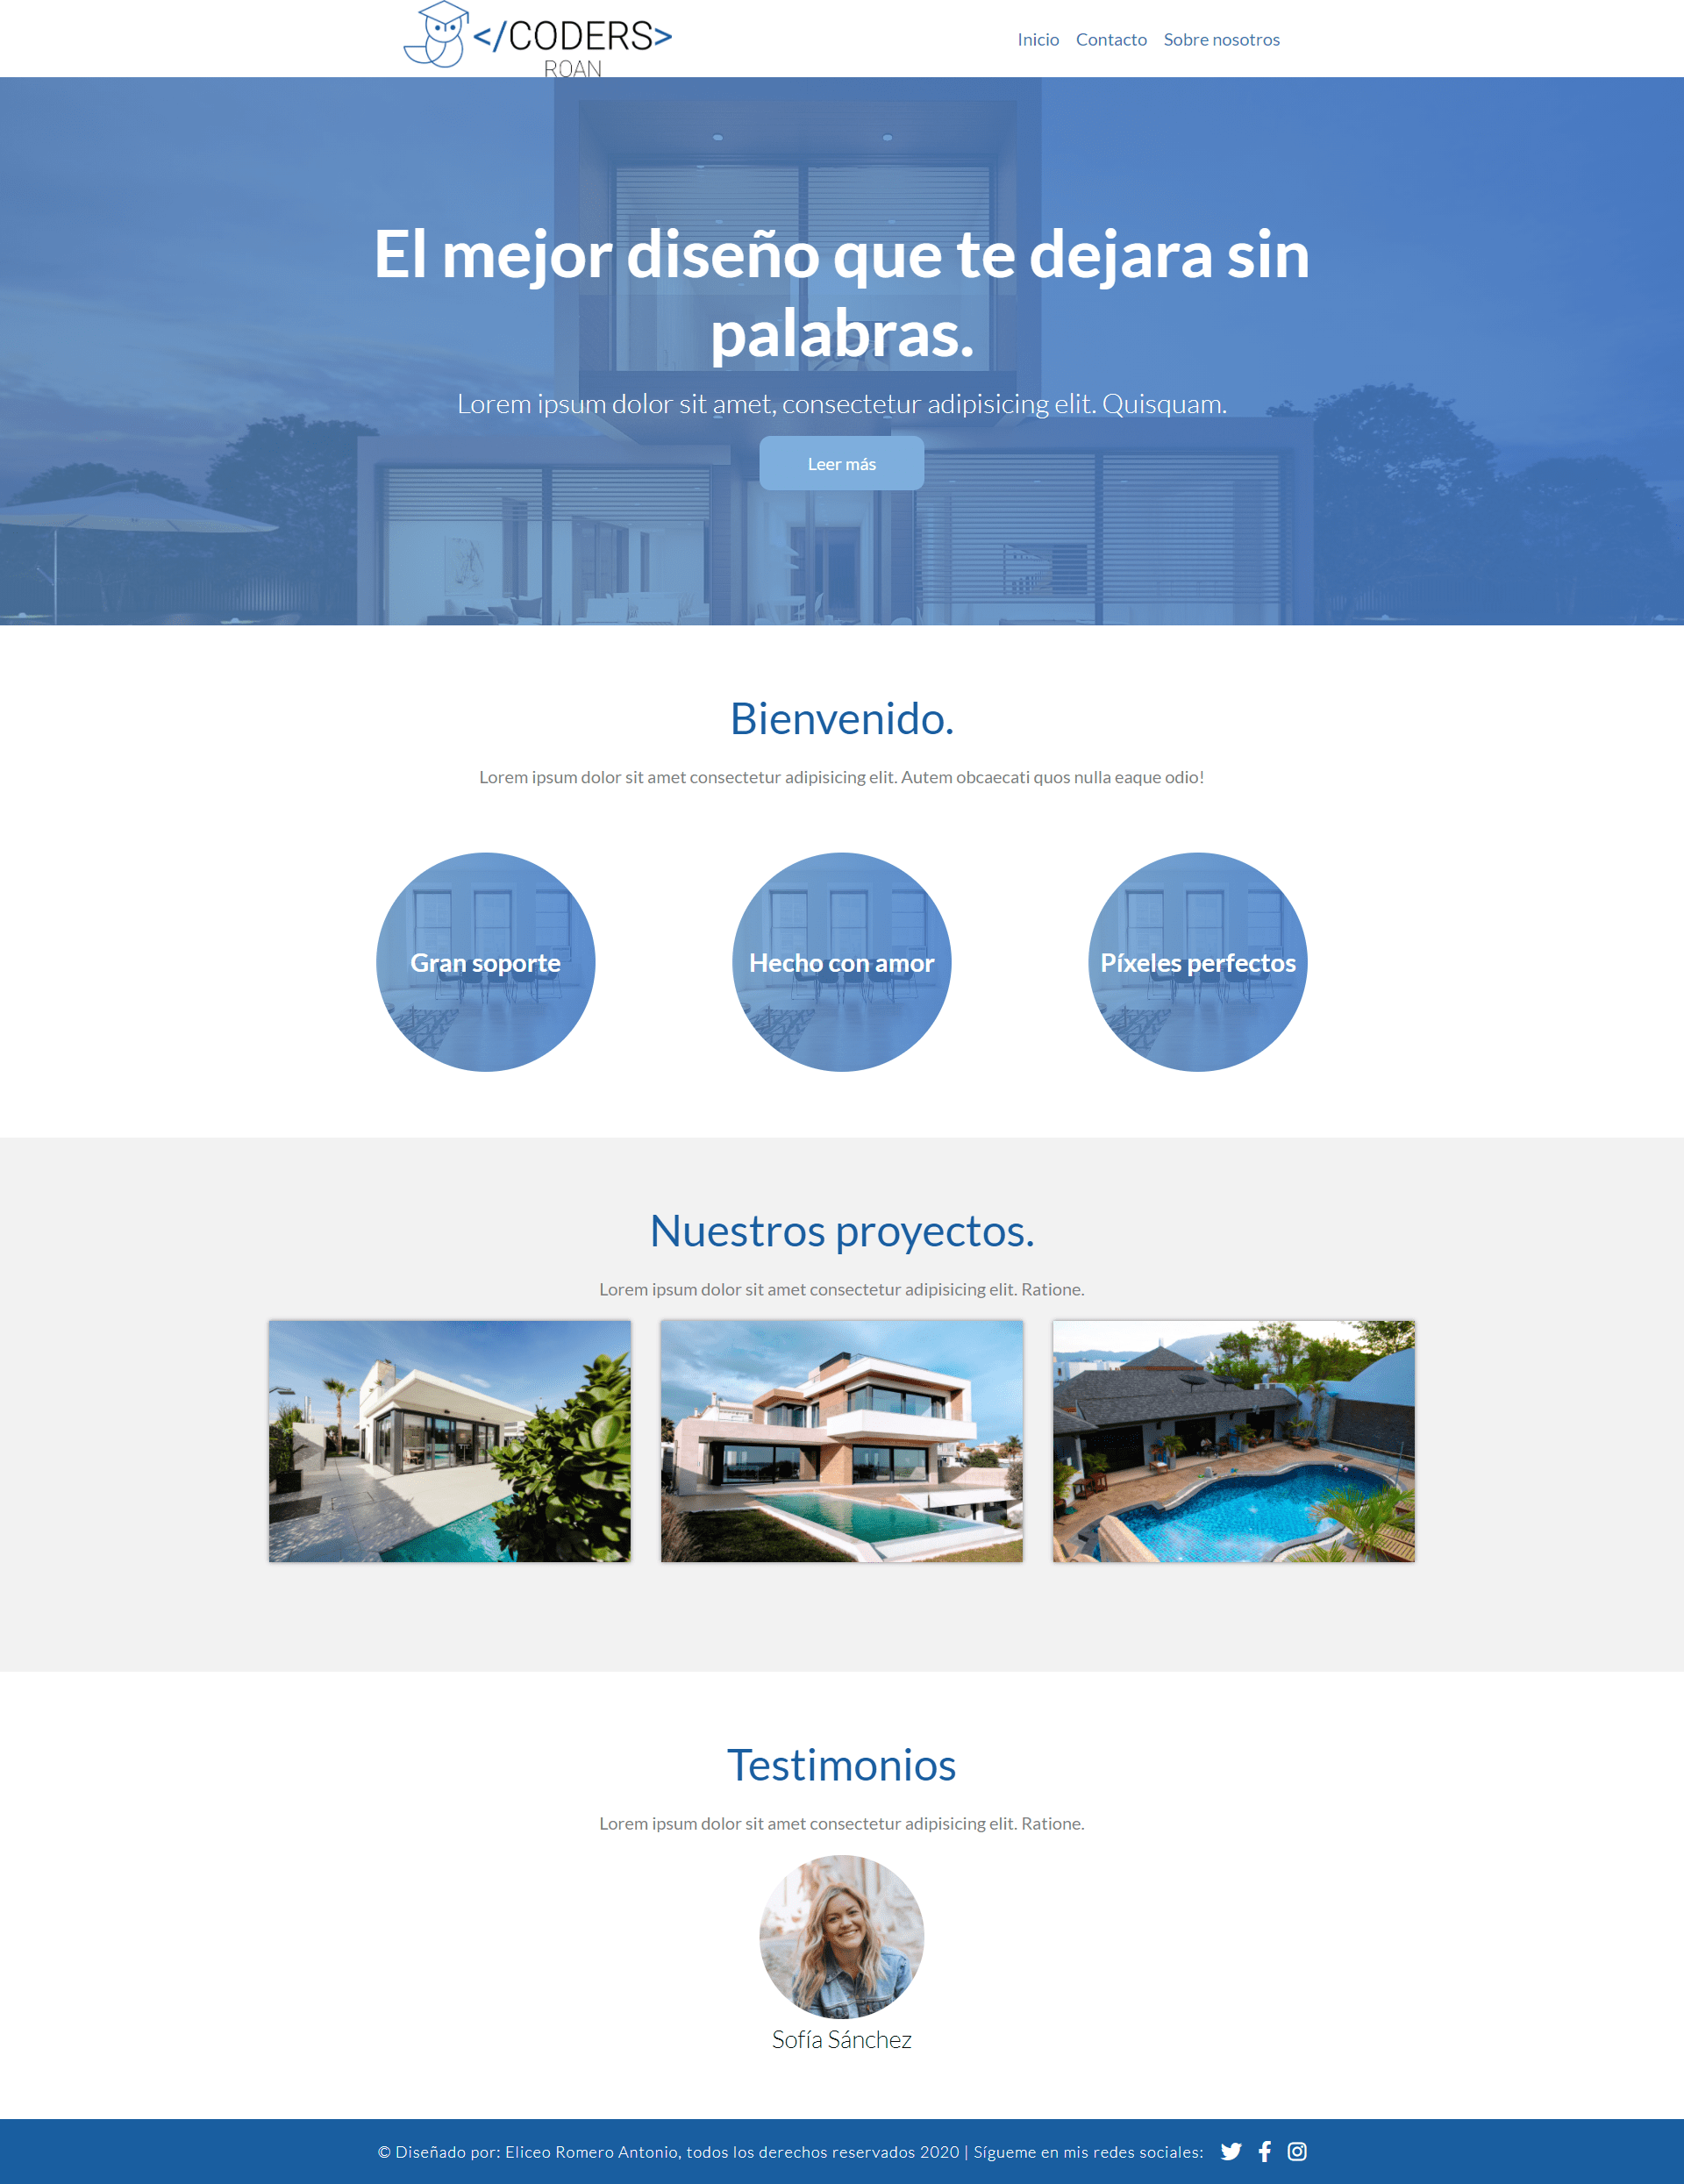 </CODERS>
ROAN
Inicio Contacto Sobre nosotros
El mejor diseño que te dejara sin
palabras.
Lorem ipsum dolor sit amet, consectetur adipisicing elit. Quisquam.
Leer más
Bienvenido.
Lorem ipsum dolor sit amet consectetur adipisicing elit. Autem obcaecati quos nulla eaque odio!
Gran soporte
Hecho con amor
Píxeles perfectos
Nuestros proyectos.
Lorem ipsum dolor sit amet consectetur adipisicing elit. Ratione.
Testimonios
Lorem ipsum dolor sit amet consectetur adipisicing elit. Ratione.
Sofía Sánchez
© Diseñado por: Eliceo Romero Antonio, todos los derechos reservados 2020 | Sígueme en mis redes sociales: